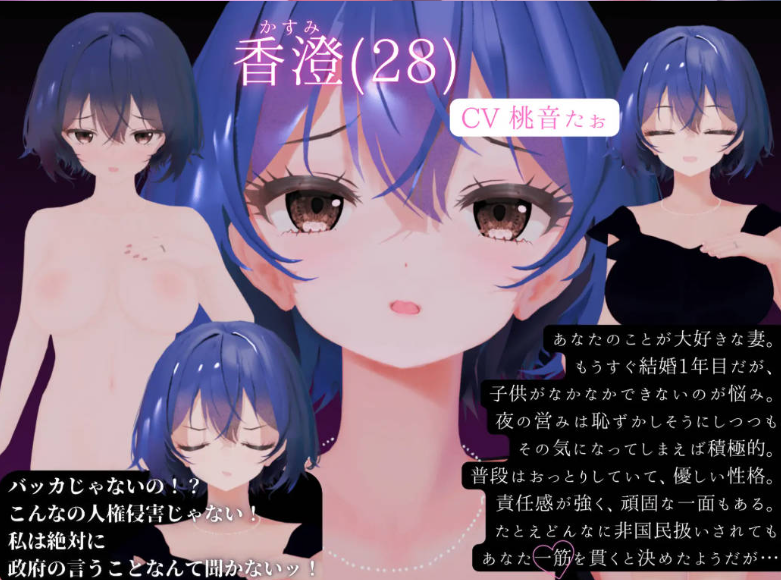 かすみ
香澄(28)
CV 桃音たぉ
あなたのことが大好きな妻。
もうすぐ結婚1年目だが、
子供がなかなかできないのが悩み。
夜の営みは恥ずかしそうにしつつも
その気になってしまえば積極的。
普段はおっとりしていて、優しい性格。
責任感が強く、頑固な一面もある。
たとえどんなに非国民扱いされても
あなた一筋を貫くと決めたようだが…
バッカじゃないの！？
こんなの人権侵害じゃない！
私は絶対に
政府の言うことなんて聞かないッ！